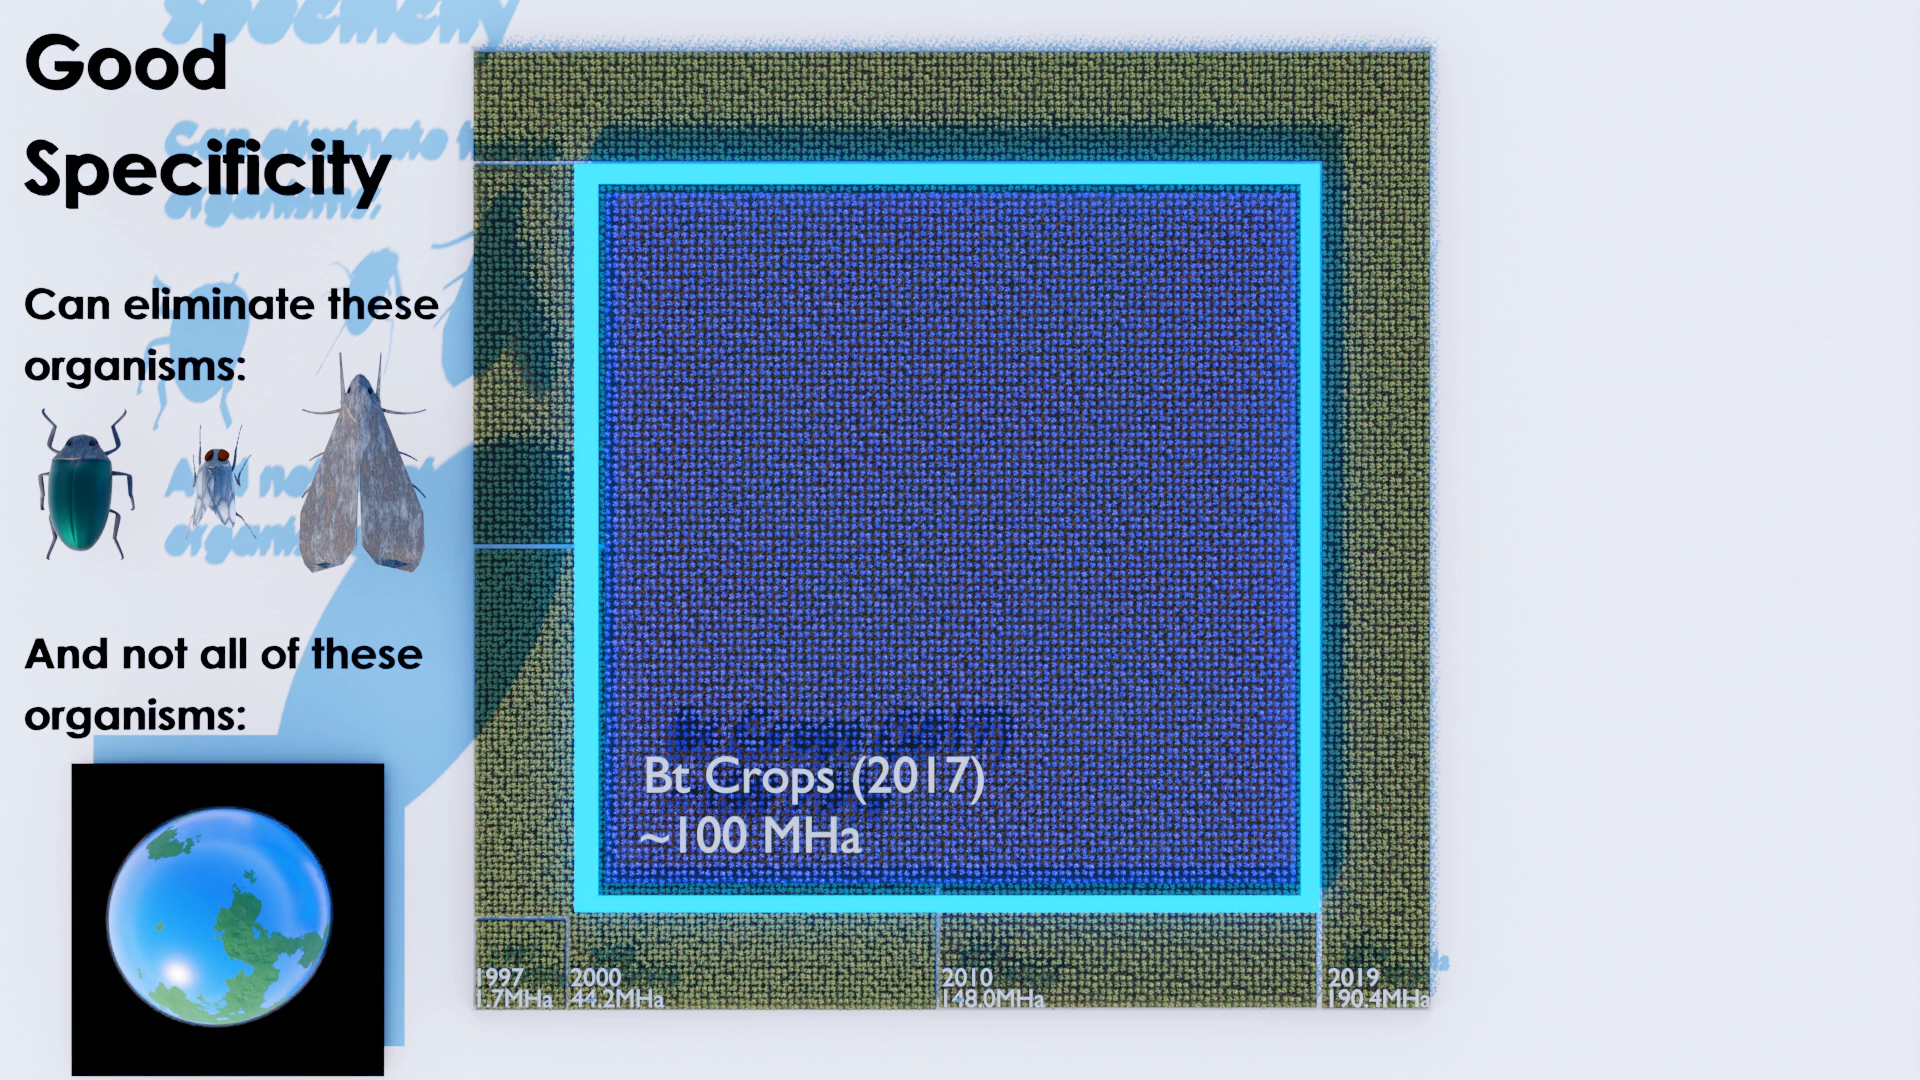 Good
Specificity
Can eliminate these
organisms:
And not all of these
organisms:
Bt Crops (2017)
~100 MHa
1997
1.7MHa
2000
44.2MHa
2010
148.0MHa
2019
190.4MHa